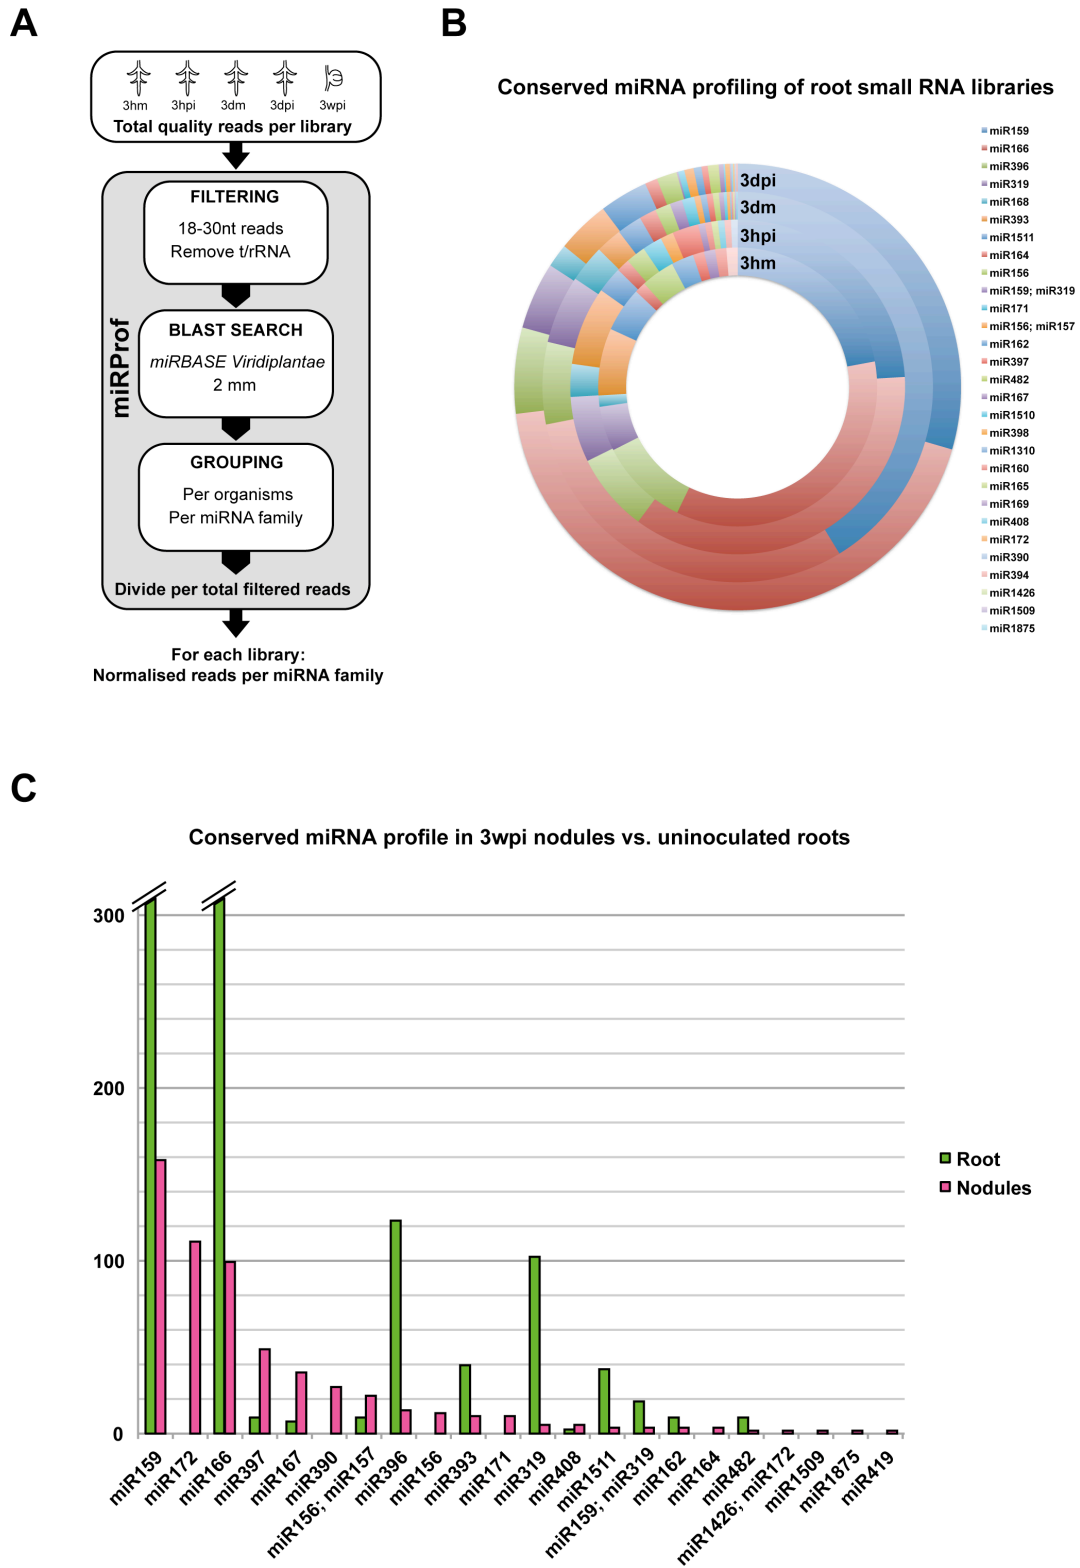 A
3hm 3hpi 3dm 3dpi 3wpi
Total quality reads per library
miRProf
FILTERING
18-30nt reads
Remove t/rRNA
BLAST SEARCH
miRBASE Viridiplantae
2 mm
GROUPING
Per organisms
Per miRNA family
Divide per total filtered reads
For each library:
Normalised reads per miRNA family
B
Conserved miRNA profiling of root small RNA libraries
3dpi
3dm
3hpi
3hm
miR159
miR166
miR396
miR319
miR168
miR393
miR1511
miR164
miR156
miR159; miR319
miR171
miR156; miR157
miR162
miR397
miR482
miR167
miR1510
miR398
miR1310
miR160
miR165
miR169
miR408
miR172
miR390
miR394
miR1426
miR1509
miR1875
C
Conserved miRNA profile in 3wpi nodules vs. uninoculated roots
300
200
100
0
Root
Nodules
miR159
miR172
miR166
miR397
miR167
miR390
miR156; miR157
miR396
miR156
miR393
miR171
miR319
miR408
miR1511
miR159; miR319
miR162
miR164
miR482
miR1426; miR172
miR1509
miR1875
miR419